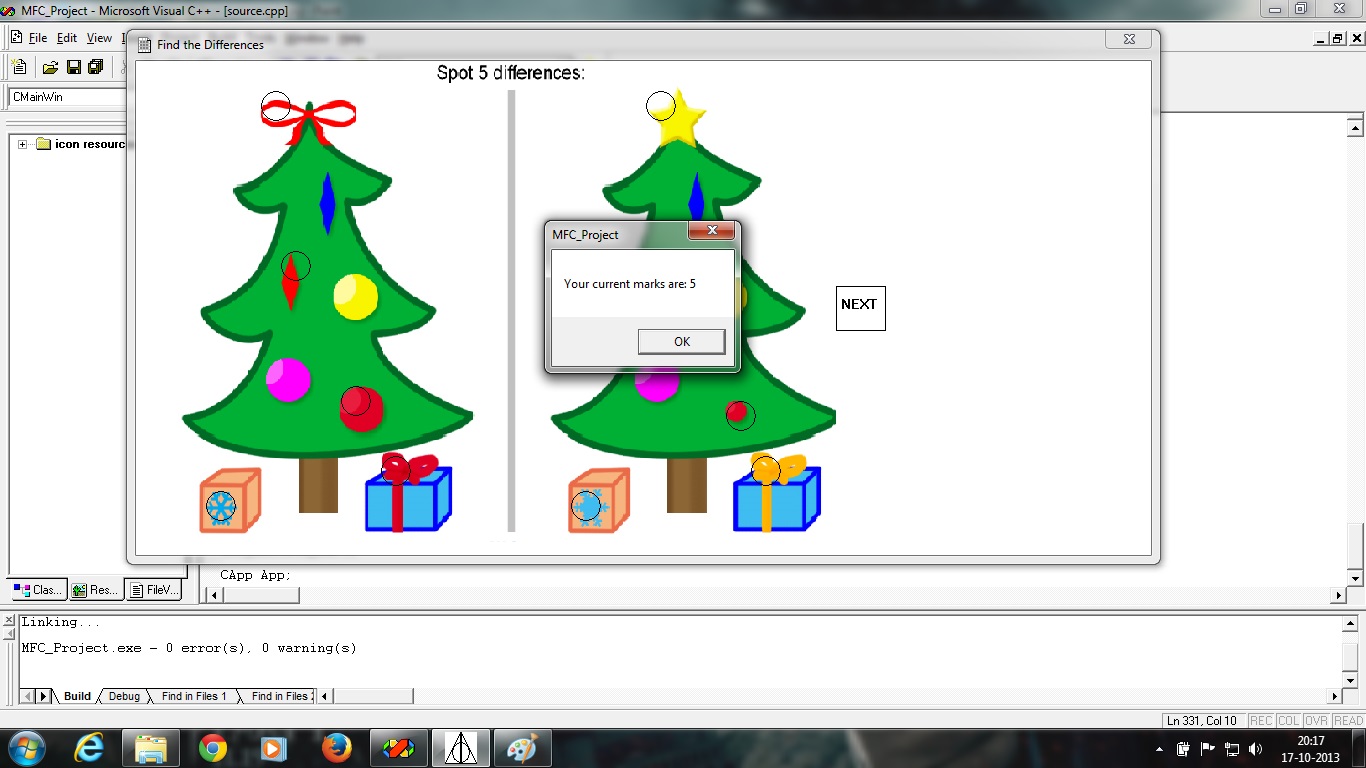 MFC_Project - Microsoft Visual C++ - [source.cpp]
File Edit View
Find the Differences
CMainWin
Spot 5 differences:
icon resourc
MFC_Project
Your current marks are: 5
OK
NEXT
Clas... Res... FileV...
CApp App;
Linking...
MFC_Project.exe - 0 error(s), 0 warning(s)
Build Debug Find in Files 1 Find in Files 2
Ln 331, Col 10 REC COL OVR READ
20:17
17-10-2013